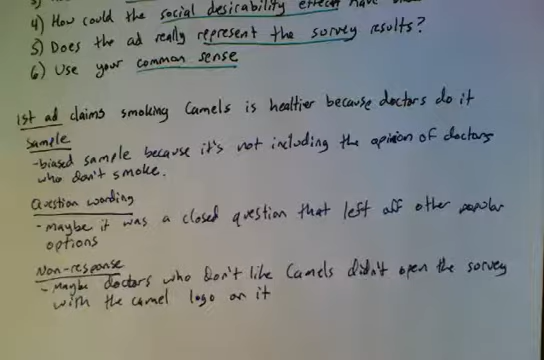 4) How could the social desirability effect have
5) Does the ad really represent the survey results?
6) Use your common sense
1st ad claims smoking Camels is healtier because doctors do it
Sample
- biased sample because it's not including the opinion of doctors
who don't smoke.
Question wording
- maybe it was a closed question that left off other popular
options
Non-response
- Maybe doctors who don't like Camels didn't open the survey
with the camel logo on it